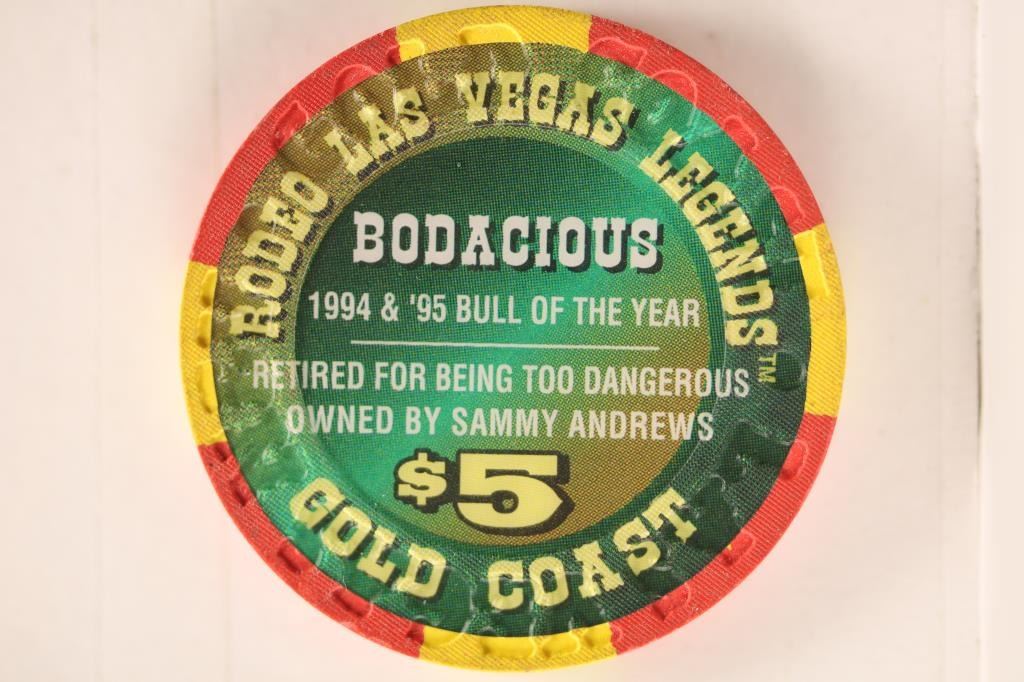 RODEO LAS VEGAS LEGENDS™
BODACIOUS
1994 & '95 BULL OF THE YEAR
RETIRED FOR BEING TOO DANGEROUS
OWNED BY SAMMY ANDREWS
$5
GOLD COAST